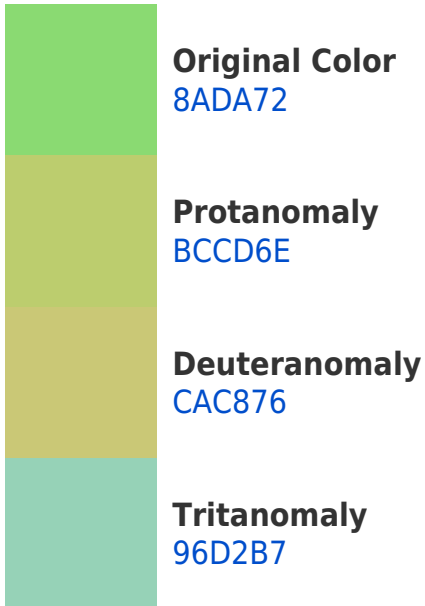 Original Color
8ADA72
Protanomaly
BCCD6E
Deuteranomaly
CAC876
Tritanomaly
96D2B7